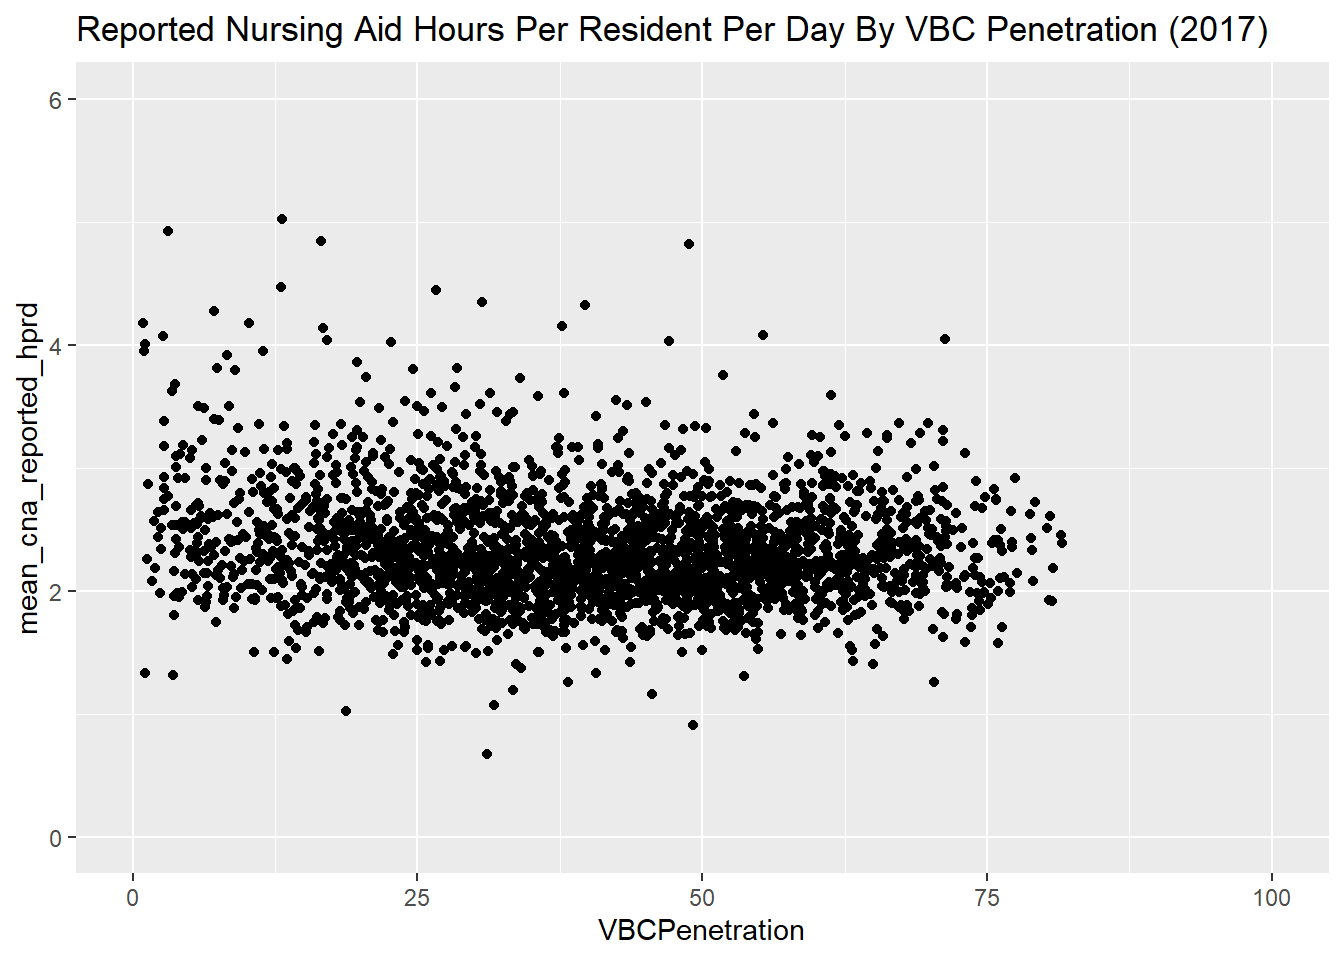 Reported Nursing Aid Hours Per Resident Per Day By VBC Penetration (2017)
6
4
2
0
mean_cna_reported_hprd
0 25 50 75 100
VBCPenetration